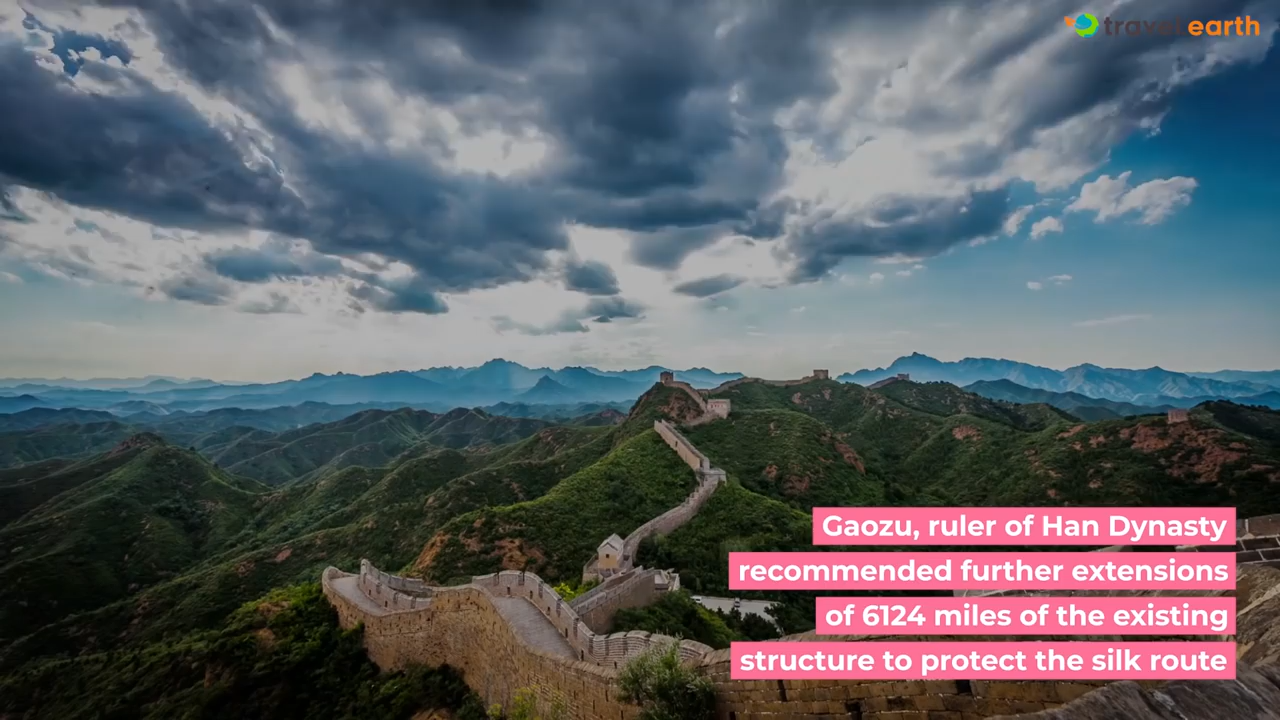 travel earth
Gaozu, ruler of Han Dynasty
recommended further extensions
of 6124 miles of the existing
structure to protect the silk route